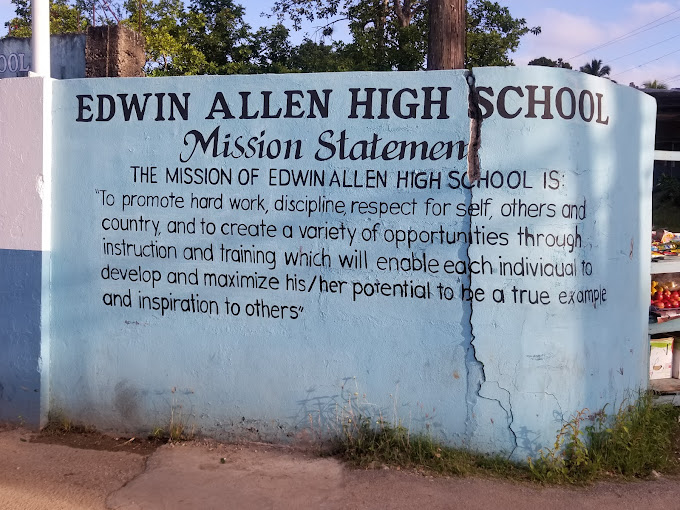 OOL
EDWIN ALLEN HIGH SCHOOL
Mission Statemen
THE MISSION OF EDWIN ALLEN HIGH SCHOOL IS:
"To promote hard work, discipline, respect for self, others and
country, and to create a variety of opportunities through
instruction and training which will enable each individual to
develop and maximize his/her potential to be a true example
and inspiration to others"